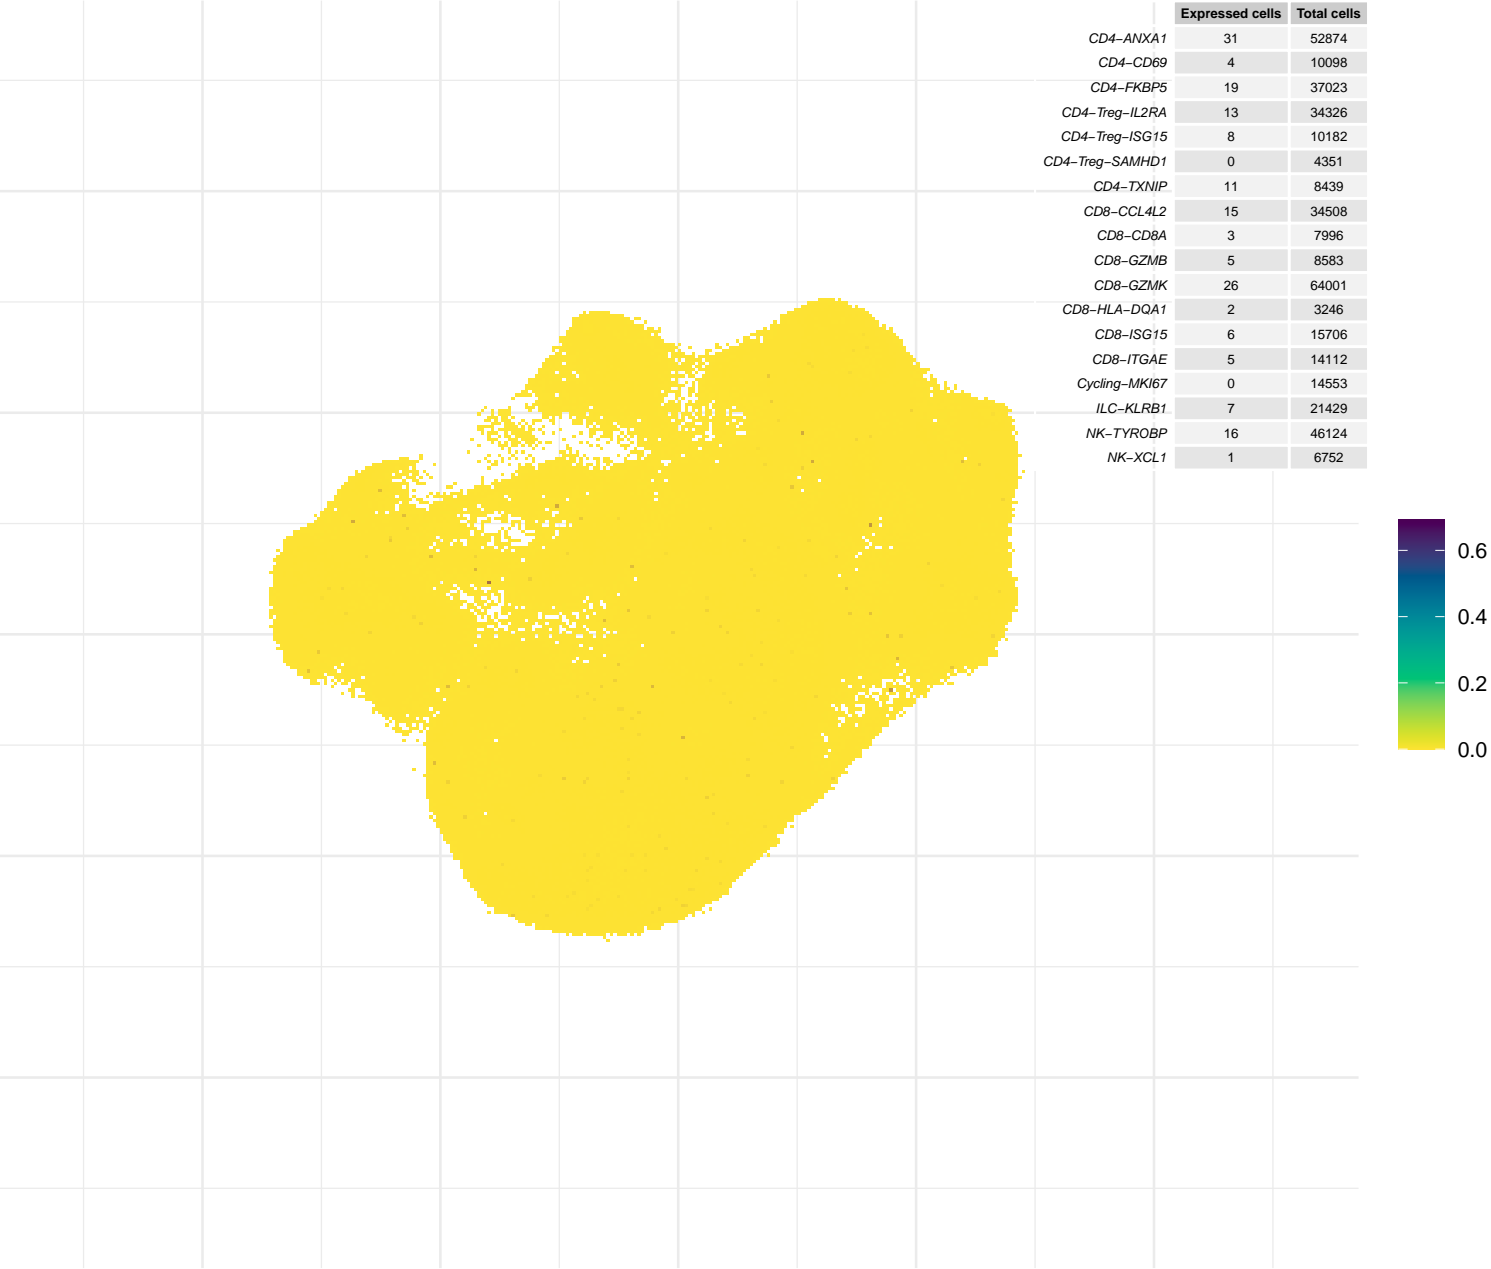 Expressed cells Total cells
CD4−ANXA1 31 52874
CD4−CD69 4 10098
CD4−FKBP5 19 37023
CD4−Treg−IL2RA 13 34326
CD4−Treg−ISG15 8 10182
CD4−Treg−SAMHD1 0 4351
CD4−TXNIP 11 8439
CD8−CCL4L2 15 34508
CD8−CD8A 3 7996
CD8−GZMB 5 8583
CD8−GZMK 26 64001
CD8−HLA−DQA1 2 3246
CD8−ISG15 6 15706
CD8−ITGAE 5 14112
Cycling−MKI67 0 14553
ILC−KLRB1 7 21429
NK−TYROBP 16 46124
NK−XCL1 1 6752
0.6
0.4
0.2
0.0